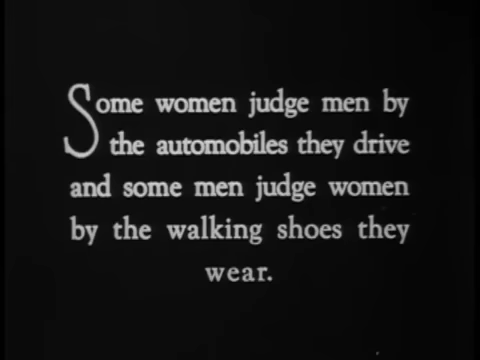 Some women judge men by
the automobiles they drive
and some men judge women
by the walking shoes they
wear.